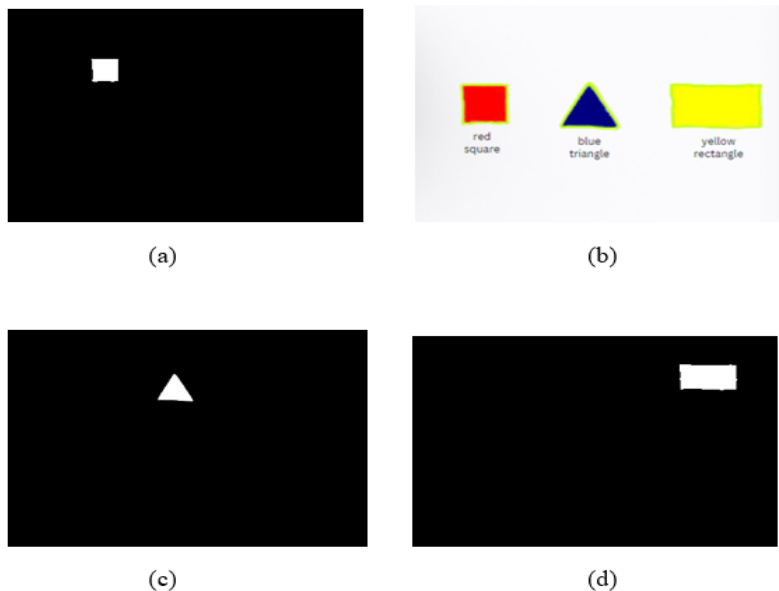 red
square
blue
triangle
yellow
rectangle
(a)
(b)
(c)
(d)